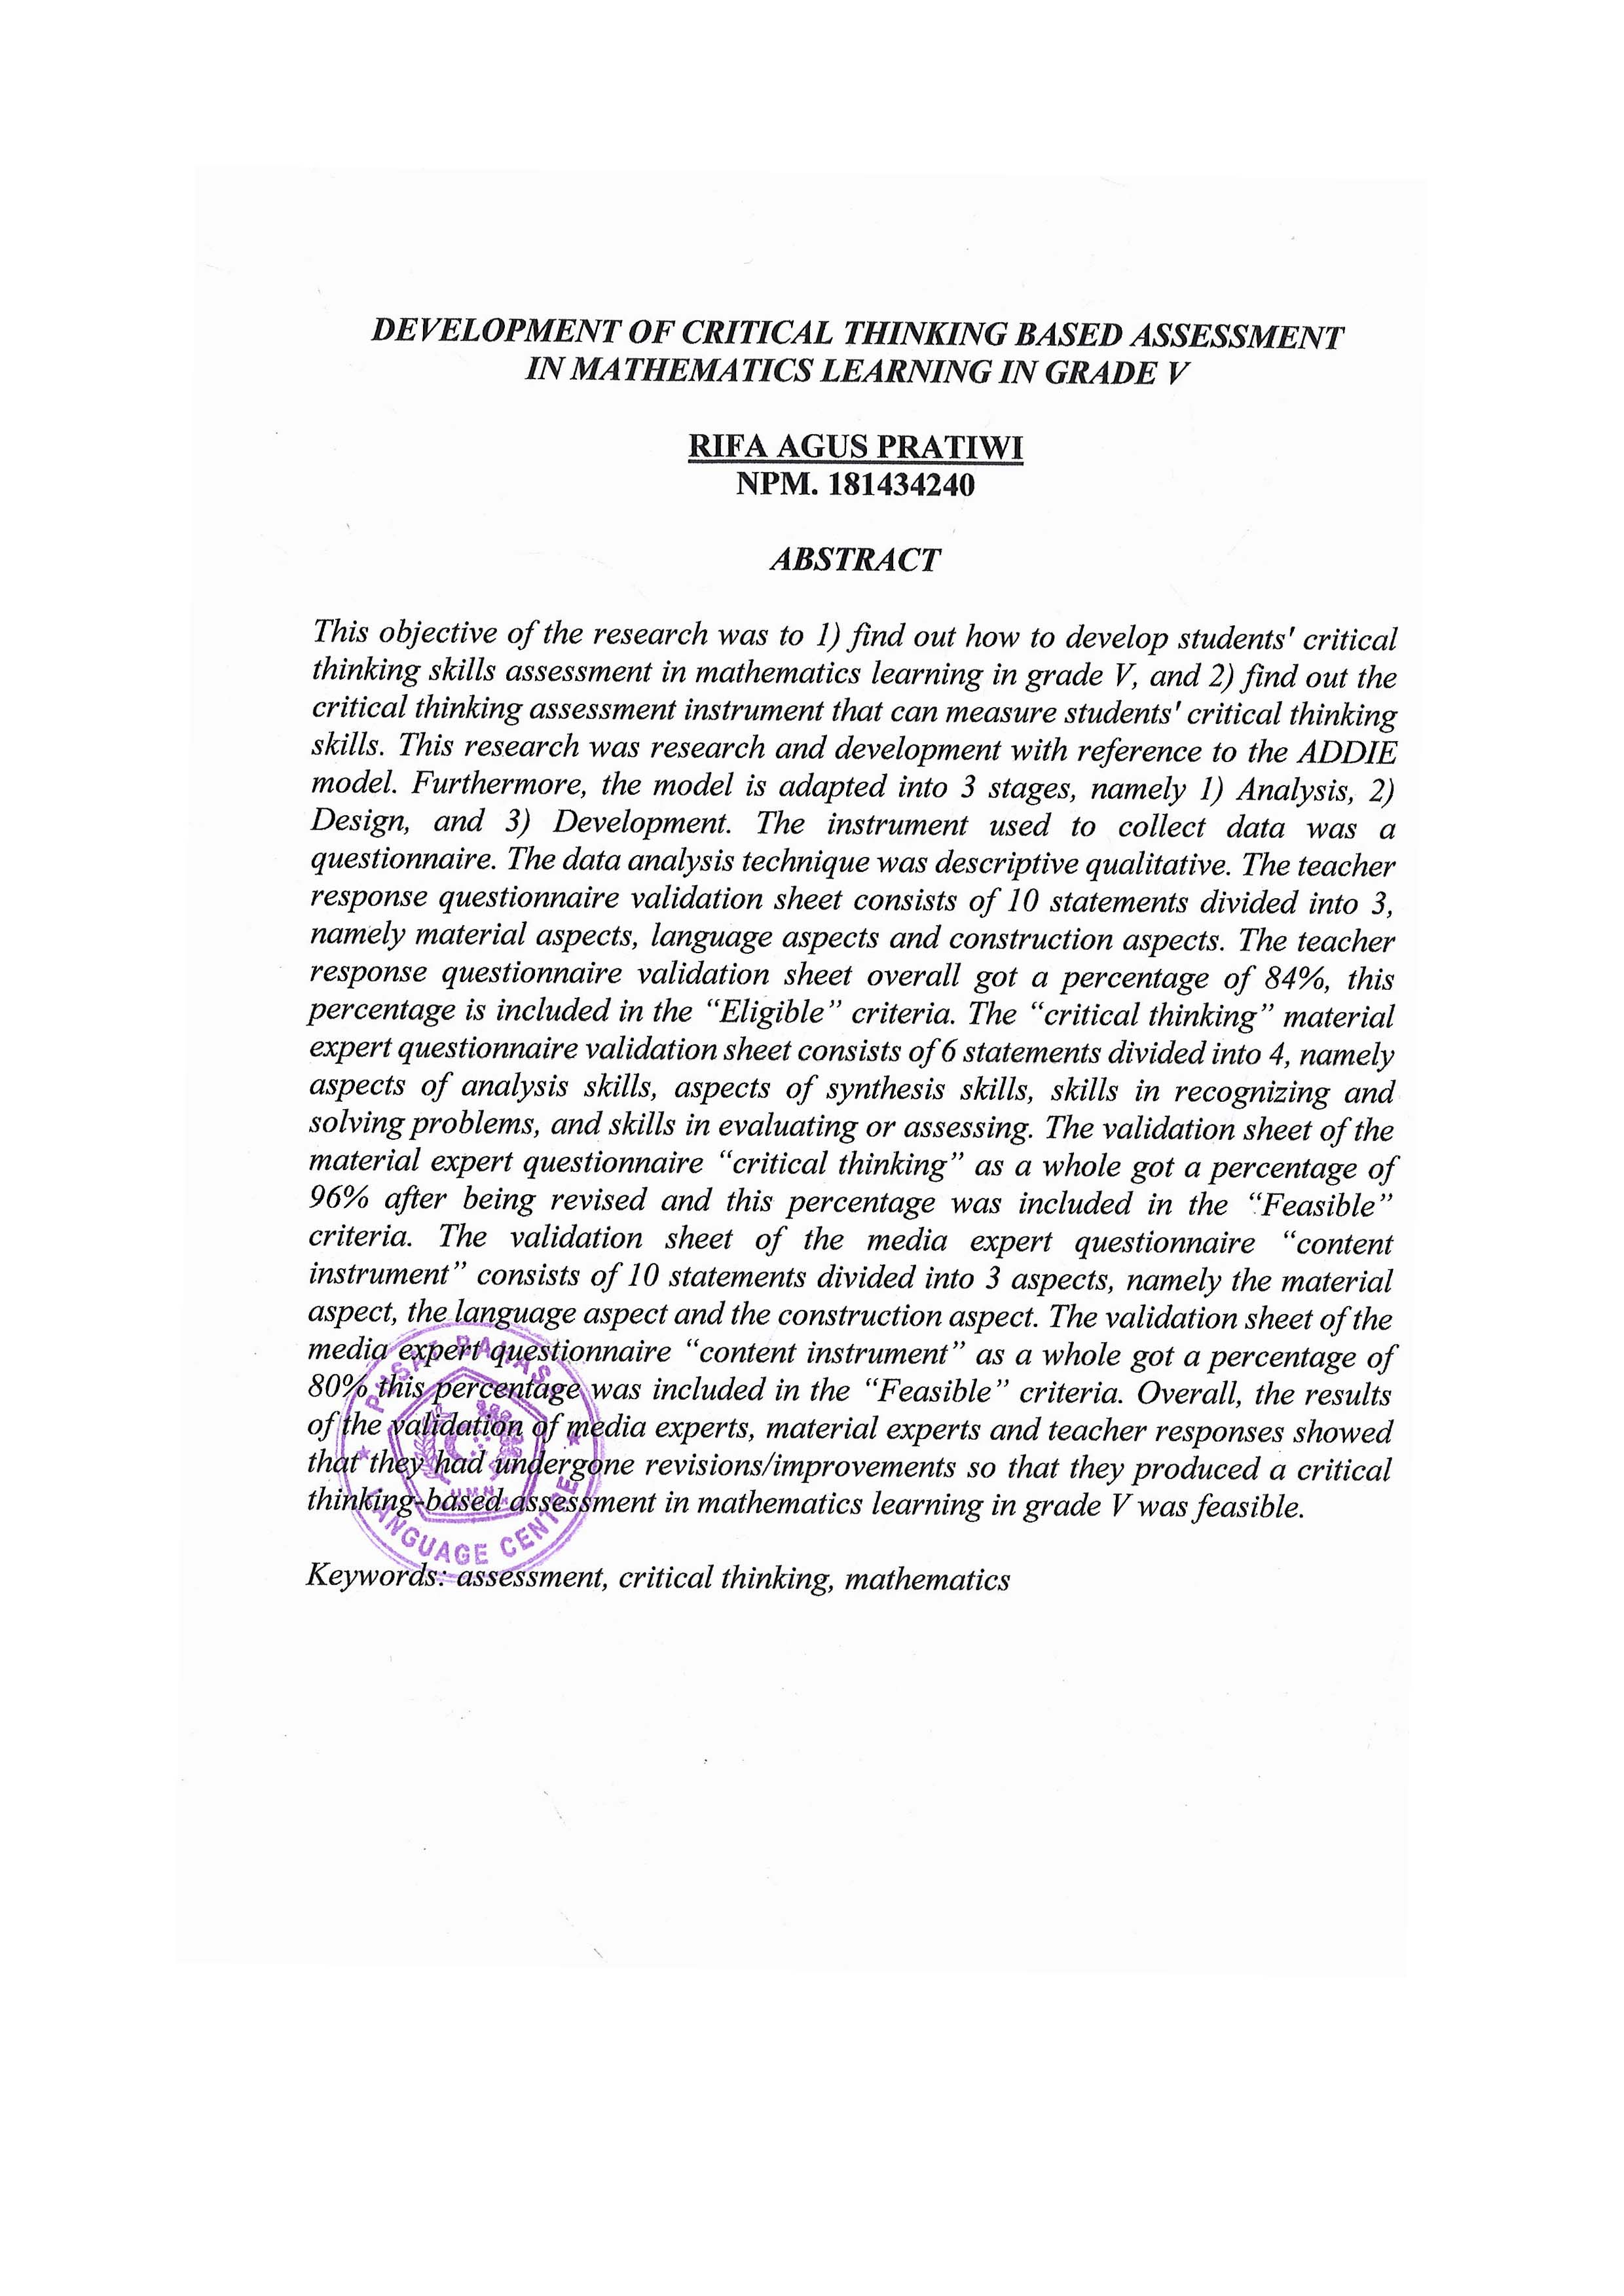 DEVELOPMENT OF CRITICAL THINKING BASED ASSESSMENT
IN MATHEMATICS LEARNING IN GRADE V
RIFA AGUS PRATIWI
NPM. 181434240
ABSTRACT
This objective of the research was to 1) find out how to develop students' critical
thinking skills assessment in mathematics learning in grade V, and 2) find out the
critical thinking assessment instrument that can measure students' critical thinking
skills. This research was research and development with reference to the ADDIE
model. Furthermore, the model is adapted into 3 stages, namely 1) Analysis, 2)
Design, and 3) Development. The instrument used to collect data was a
questionnaire. The data analysis technique was descriptive qualitative. The teacher
response questionnaire validation sheet consists of 10 statements divided into 3,
namely material aspects, language aspects and construction aspects. The teacher
response questionnaire validation sheet overall got a percentage of 84%, this
percentage is included in the “Eligible” criteria. The “critical thinking” material
expert questionnaire validation sheet consists of 6 statements divided into 4, namely
aspects of analysis skills, aspects of synthesis skills, skills in recognizing and
solving problems, and skills in evaluating or assessing. The validation sheet of the
material expert questionnaire “critical thinking” as a whole got a percentage of
96% after being revised and this percentage was included in the “Feasible”
criteria. The validation sheet of the media expert questionnaire “content
instrument” consists of 10 statements divided into 3 aspects, namely the material
aspect, the language aspect and the construction aspect. The validation sheet of the
media expert questionnaire “content instrument” as a whole got a percentage of
80% this percentage was included in the “Feasible” criteria. Overall, the results
of the validation of media experts, material experts and teacher responses showed
that they had undergone revisions/improvements so that they produced a critical
thinking-based assessment in mathematics learning in grade V was feasible.
Keywords: assessment, critical thinking, mathematics
PUSAT BAHASA
LANGUAGE CENTRE